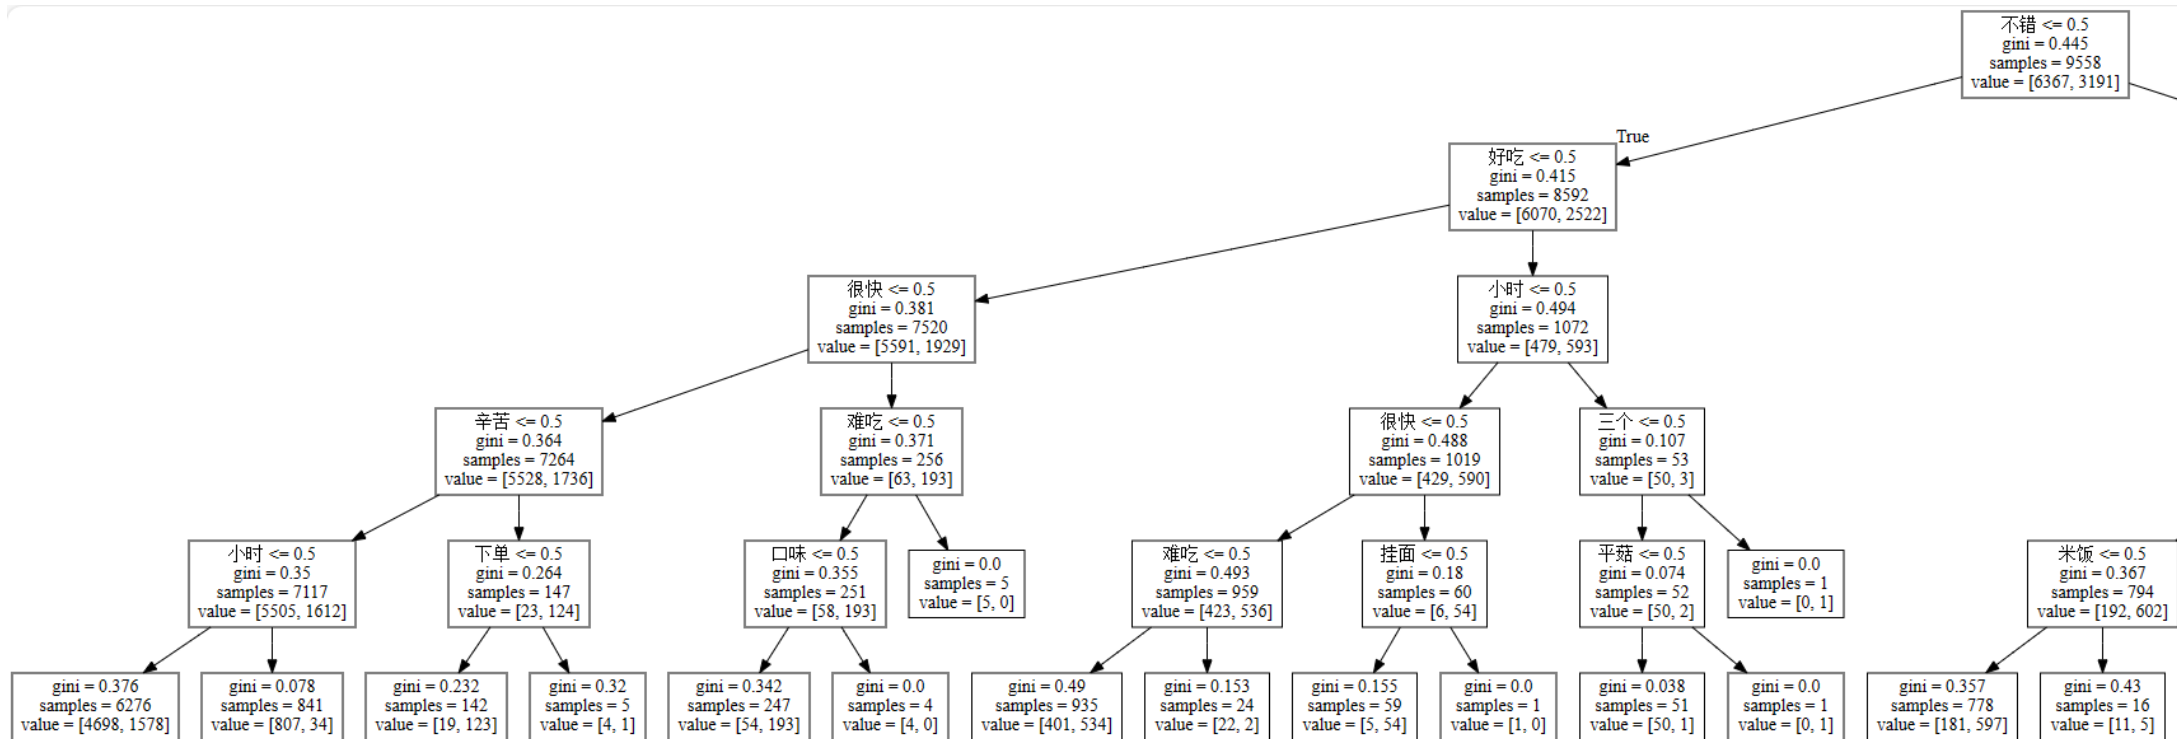 不错 <= 0.5
gini = 0.445
samples = 9558
value = [6367, 3191]
True
好吃 <= 0.5
gini = 0.415
samples = 8592
value = [6070, 2522]
很快 <= 0.5
gini = 0.381
samples = 7520
value = [5591, 1929]
小时 <= 0.5
gini = 0.494
samples = 1072
value = [479, 593]
辛苦 <= 0.5
gini = 0.364
samples = 7264
value = [5528, 1736]
难吃 <= 0.5
gini = 0.371
samples = 256
value = [63, 193]
很快 <= 0.5
gini = 0.488
samples = 1019
value = [429, 590]
三个 <= 0.5
gini = 0.107
samples = 53
value = [50, 3]
小时 <= 0.5
gini = 0.35
samples = 7117
value = [5505, 1612]
下单 <= 0.5
gini = 0.264
samples = 147
value = [23, 124]
口味 <= 0.5
gini = 0.355
samples = 251
value = [58, 193]
gini = 0.0
samples = 5
value = [5, 0]
难吃 <= 0.5
gini = 0.493
samples = 959
value = [423, 536]
挂面 <= 0.5
gini = 0.18
samples = 60
value = [6, 54]
平菇 <= 0.5
gini = 0.074
samples = 52
value = [50, 2]
gini = 0.0
samples = 1
value = [0, 1]
米饭 <= 0.5
gini = 0.367
samples = 794
value = [192, 602]
gini = 0.376
samples = 6276
value = [4698, 1578]
gini = 0.078
samples = 841
value = [807, 34]
gini = 0.232
samples = 142
value = [19, 123]
gini = 0.32
samples = 5
value = [4, 1]
gini = 0.342
samples = 247
value = [54, 193]
gini = 0.0
samples = 4
value = [4, 0]
gini = 0.49
samples = 935
value = [401, 534]
gini = 0.153
samples = 24
value = [22, 2]
gini = 0.155
samples = 59
value = [5, 54]
gini = 0.0
samples = 1
value = [1, 0]
gini = 0.038
samples = 51
value = [50, 1]
gini = 0.0
samples = 1
value = [0, 1]
gini = 0.357
samples = 778
value = [181, 597]
gini = 0.43
samples = 16
value = [11, 5]